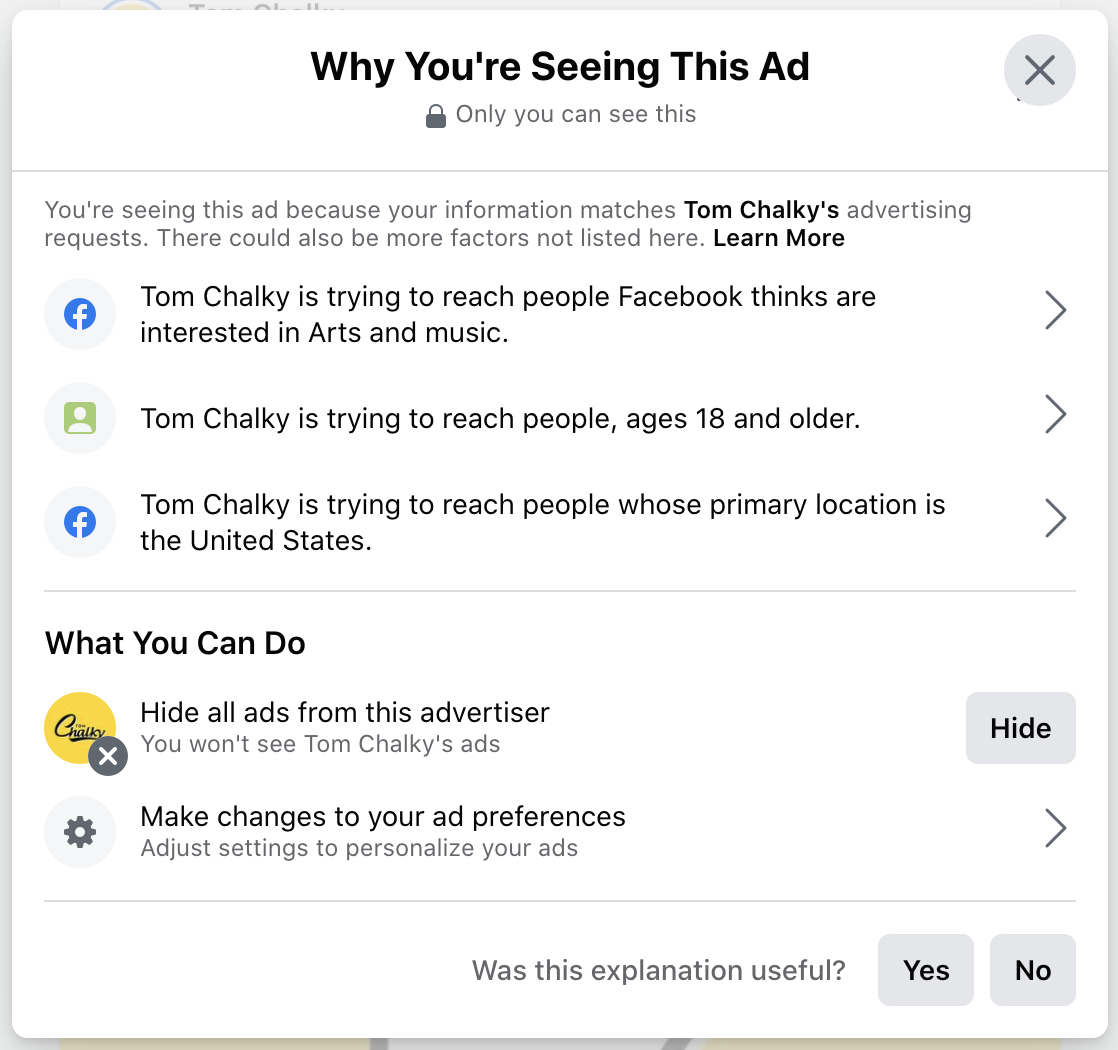 Tom Chalky
Why You're Seeing This Ad
Only you can see this
You're seeing this ad because your information matches Tom Chalky's advertising
requests. There could also be more factors not listed here. Learn More
Tom Chalky is trying to reach people Facebook thinks are
interested in Arts and music.
Tom Chalky is trying to reach people, ages 18 and older.
Tom Chalky is trying to reach people whose primary location is
the United States.
What You Can Do
TOM
Chalky
Hide all ads from this advertiser
You won't see Tom Chalky's ads
Hide
Make changes to your ad preferences
Adjust settings to personalize your ads
Was this explanation useful?
Yes
No